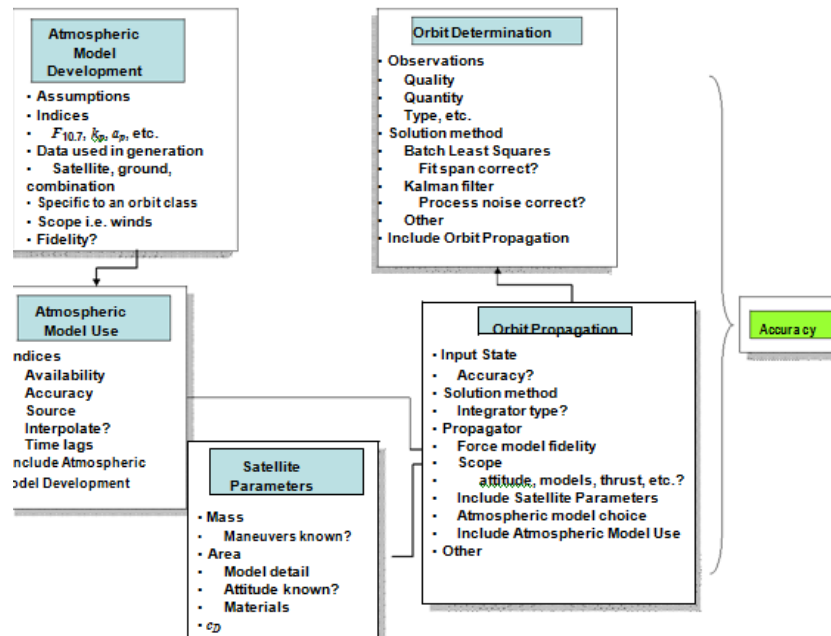 Atmospheric
Model
Development
▪ Assumptions
▪ Indices
▪ F10.7, kp, ap, etc.
▪ Data used in generation
▪ Satellite, ground,
combination
▪ Specific to an orbit class
▪ Scope i.e. winds
▪ Fidelity?
Orbit Determination
▪ Observations
▪ Quality
▪ Quantity
▪ Type, etc.
▪ Solution method
▪ Batch Least Squares
▪ Fit span correct?
▪ Kalman filter
▪ Process noise correct?
▪ Other
▪ Include Orbit Propagation
Atmospheric
Model Use
ndices
Availability
Accuracy
Source
Interpolate?
Time lags
nclude Atmospheric
odel Development
Satellite
Parameters
▪ Mass
▪ Maneuvers known?
▪ Area
▪ Model detail
▪ Attitude known?
▪ Materials
▪ cD
Orbit Propagation
▪ Input State
▪ Accuracy?
▪ Solution method
▪ Integrator type?
▪ Propagator
▪ Force model fidelity
▪ Scope
▪ attitude, models, thrust, etc.?
▪ Include Satellite Parameters
▪ Atmospheric model choice
▪ Include Atmospheric Model Use
▪ Other
Accuracy